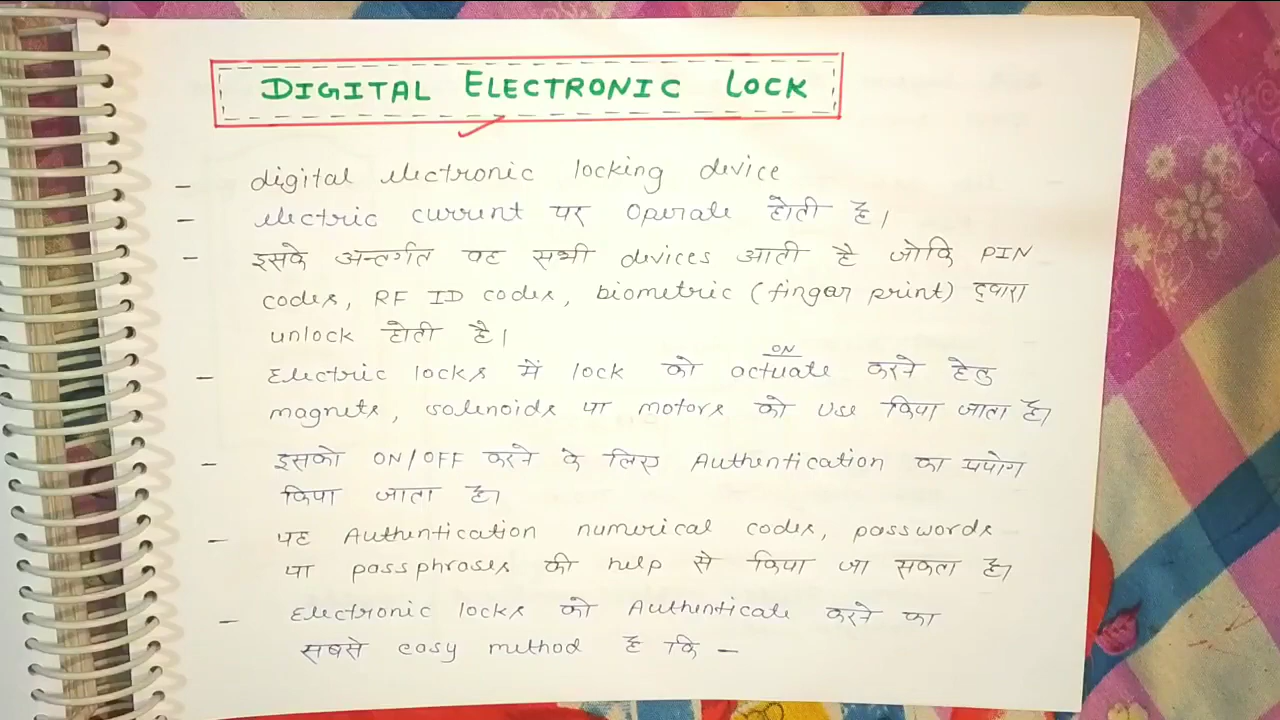 DIGITAL ELECTRONIC LOCK
- digital electronic locking device
- electric current पर operate होती है।
- इसके अन्तर्गत वह सभी devices आती है जोकि PIN
codes, RF ID codes, biometric (fingar print) द्वारा
unlock होती है।
ON
- Electric locks में lock को actuate करने हेतु
magnets, solenoids या motors को use किया जाता है।
- इसको ON/OFF करने के लिए Authentication का प्रयोग
किया जाता है।
- यह Authentication numerical codes, passwords
या passphrases की help से किया जा सकता है।
- Electronic locks को Authenticate करने का
सबसे easy method है कि -